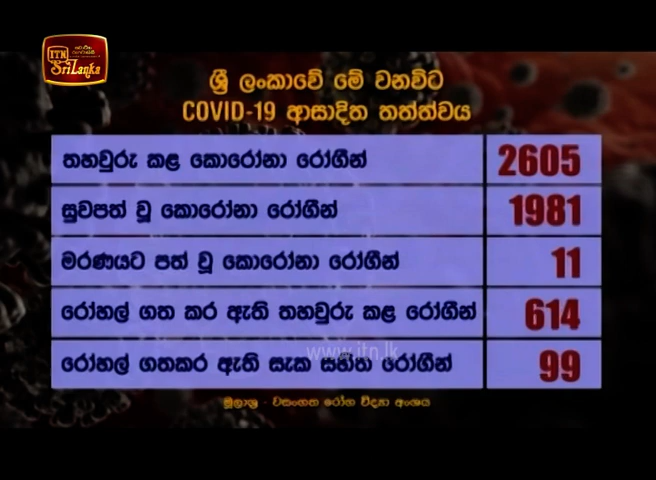 ITN
SriLanka
ශ්‍රී ලංකාවේ මේ වනවිට
COVID-19 ආසාදිත තත්ත්වය
තහවුරු කළ කොරෝනා රෝගීන් 2605
සුවපත් වූ කොරෝනා රෝගීන් 1981
මරණයට පත් වූ කොරෝනා රෝගීන් 11
රෝහල් ගත කර ඇති තහවුරු කළ රෝගීන් 614
රෝහල් ගතකර ඇති සැක සහිත රෝගීන් 99
www.itn.lk
මූලාශ්‍ර - වසංගත රෝග විද්‍යා අංශය